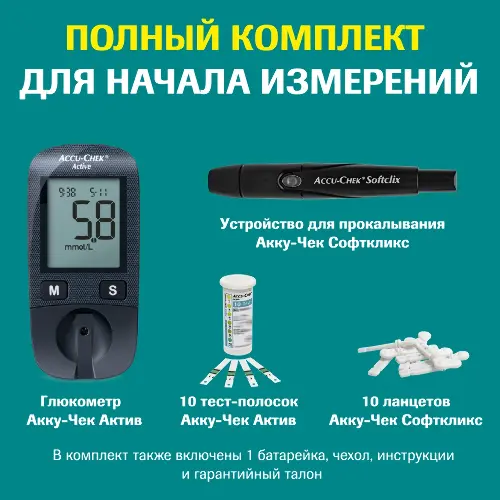 ПОЛНЫЙ КОМПЛЕКТ
ДЛЯ НАЧАЛА ИЗМЕРЕНИЙ
ACCU-CHEK®
Active
9:38 5-11
5.8
mmol/L
M S
ACCU-CHEK® Softclix
Устройство для прокалывания
Акку-Чек Софткликс
ACCU-CHEK®
Глюкометр
Акку-Чек Актив
10 тест-полосок
Акку-Чек Актив
10 ланцетов
Акку-Чек Софткликс
В комплект также включены 1 батарейка, чехол, инструкции
и гарантийный талон